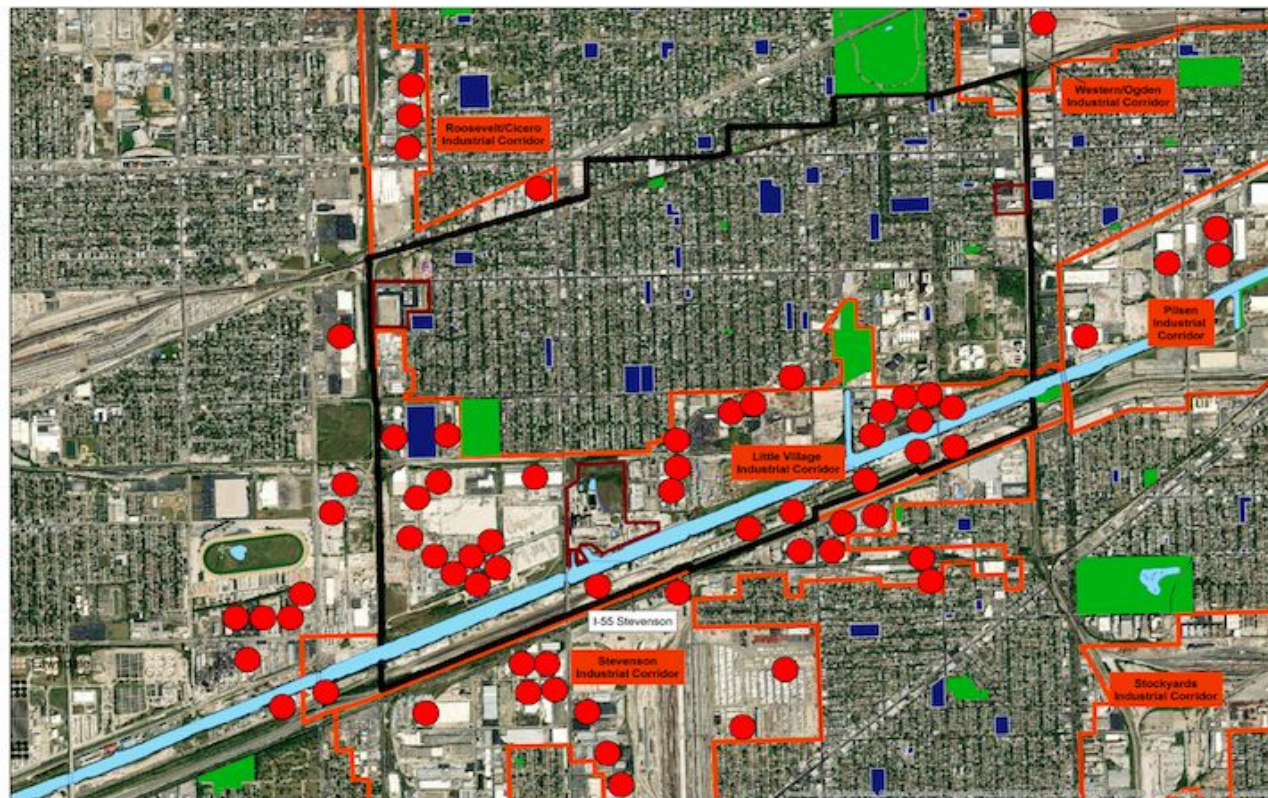 Western/Ogden
Industrial Corridor
Roosevelt/Cicero
Industrial Corridor
Pilsen
Industrial
Corridor
Little Village
Industrial Corridor
I-55 Stevenson
Stevenson
Industrial Corridor
Stockyards
Industrial Corridor